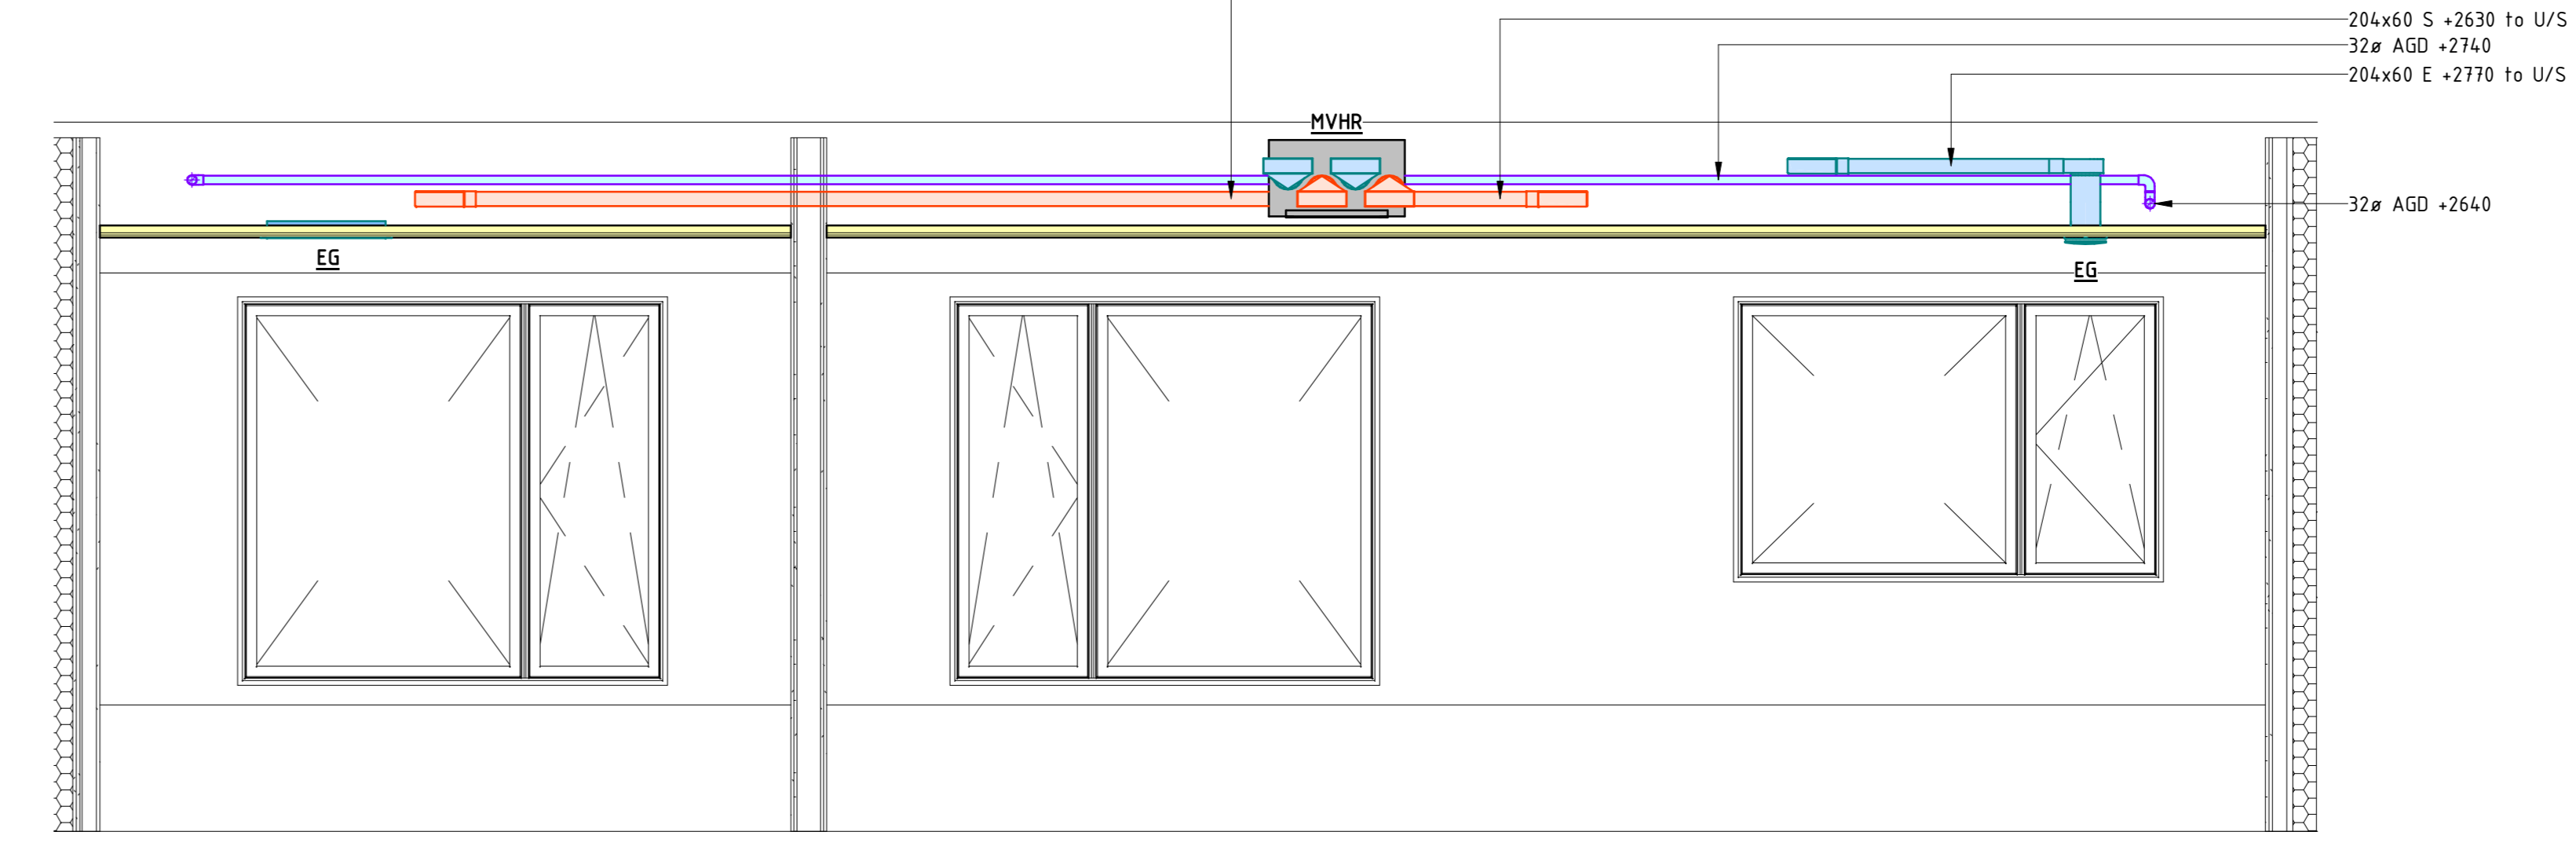 204x60 S +2630 to U/S
32ø AGD +2740
204x60 E +2770 to U/S
MVHR
32ø AGD +2640
EG
EG